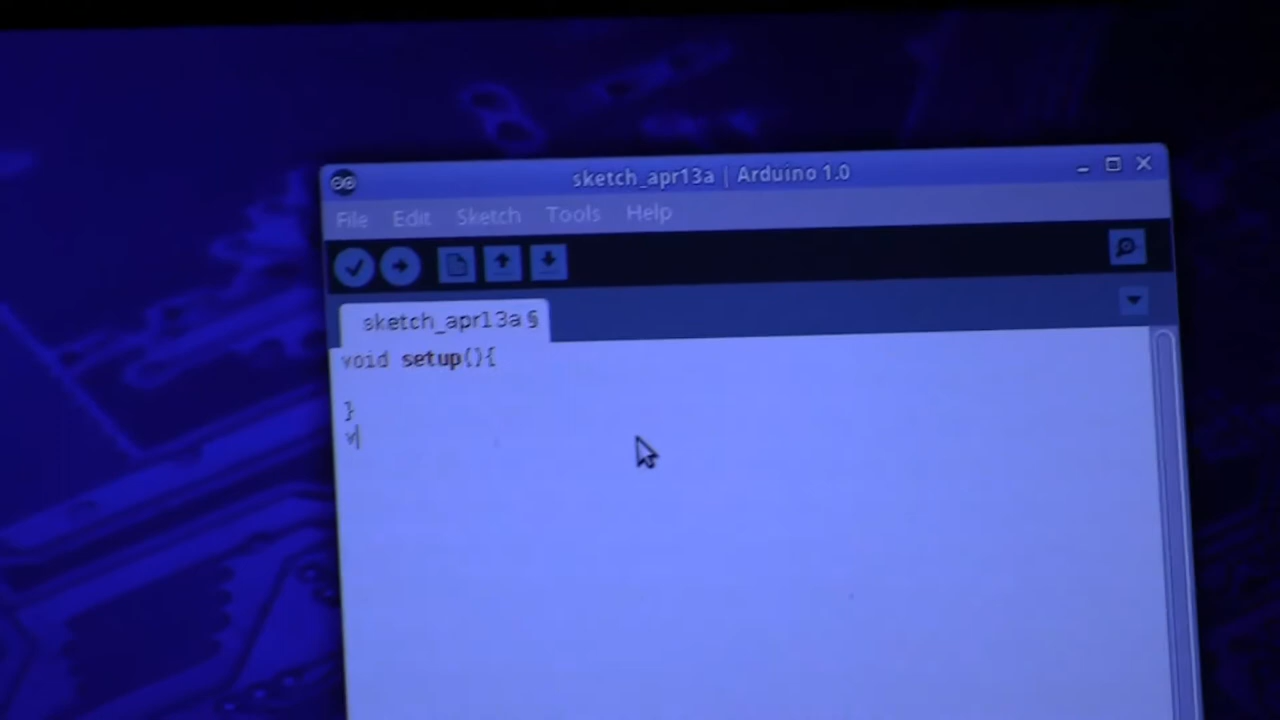 sketch_apr13a | Arduino 1.0
File Edit Sketch Tools Help
sketch_apr13a §
void setup(){
}
v